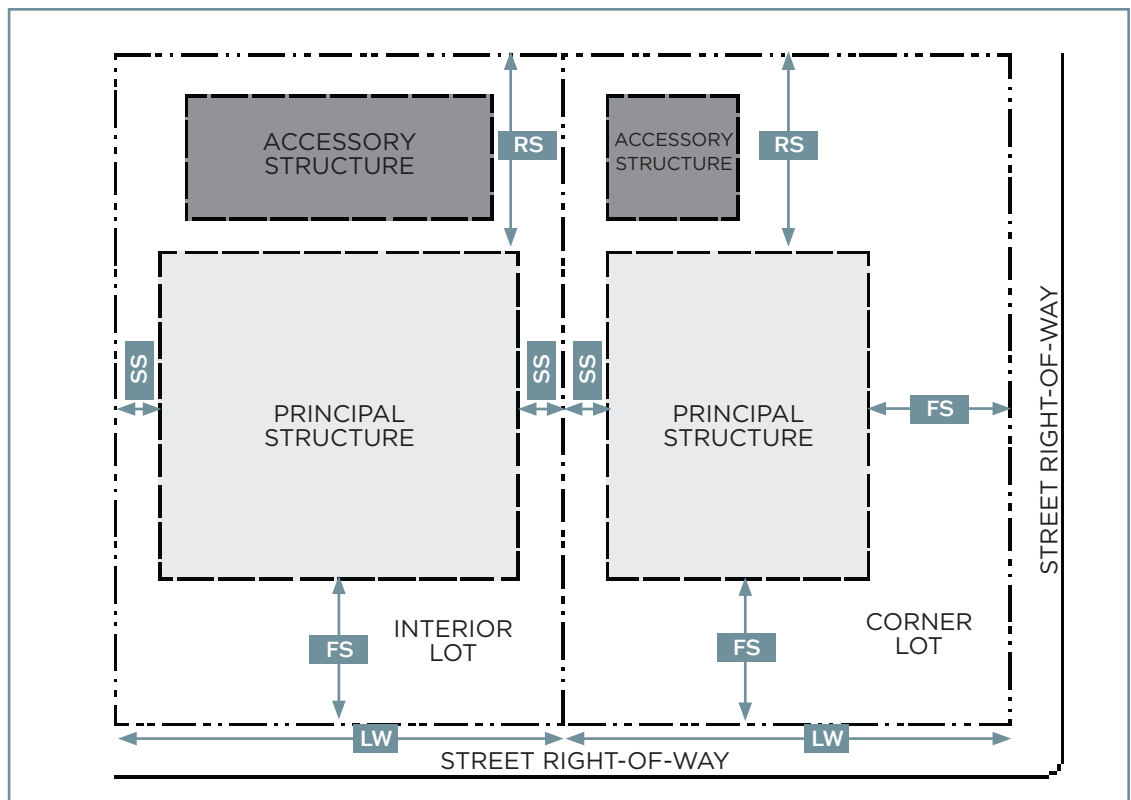 ACCESSORY
STRUCTURE
RS
ACCESSORY
STRUCTURE
RS
SS
PRINCIPAL
STRUCTURE
SS
SS
PRINCIPAL
STRUCTURE
FS
STREET RIGHT-OF-WAY
FS
INTERIOR
LOT
FS
CORNER
LOT
LW
LW
STREET RIGHT-OF-WAY